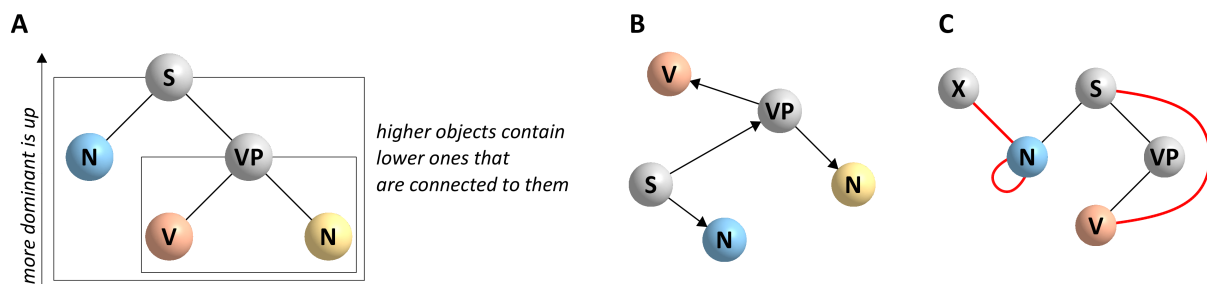 A
more dominant is up
S
N
VP
V
N
higher objects contain
lower ones that
are connected to them
B
V
VP
S
N
N
C
X
S
N
VP
V